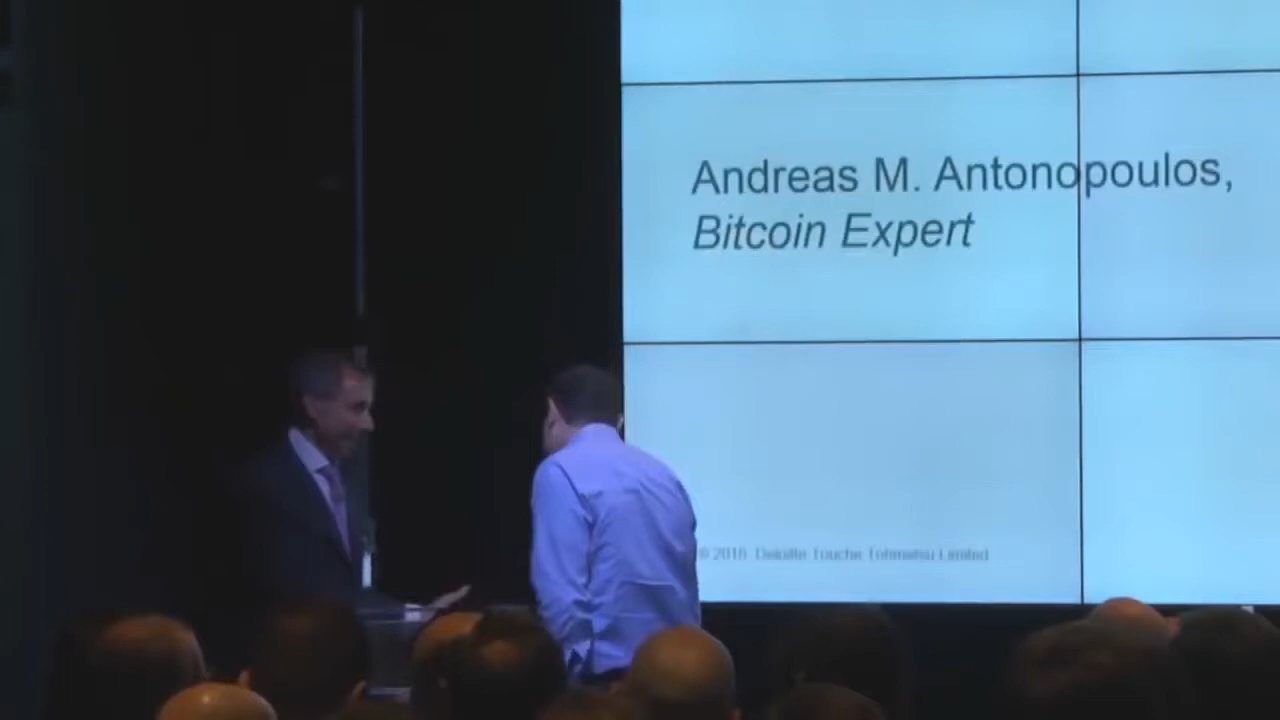 Andreas M. Antonopoulos,
Bitcoin Expert
© 2016. Deloitte Touche Tohmatsu Limited